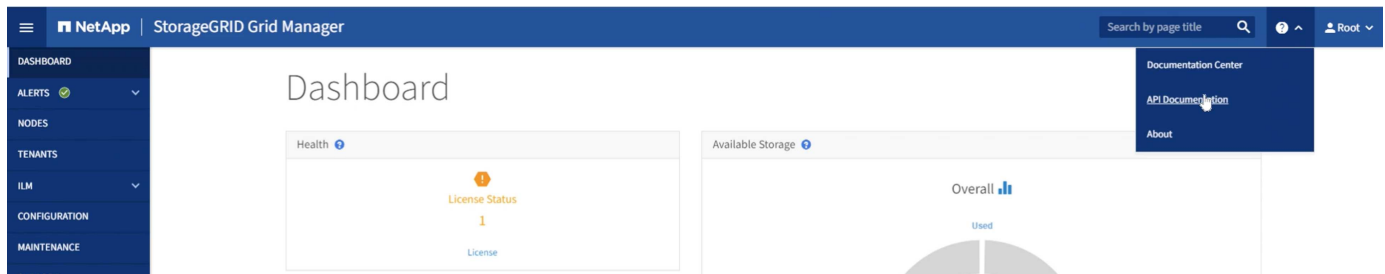 NetApp | StorageGRID Grid Manager
Search by page title
Root
DASHBOARD
ALERTS
NODES
TENANTS
ILM
CONFIGURATION
MAINTENANCE
Documentation Center
API Documentation
About
Dashboard
Health
License Status
1
License
Available Storage
Overall
Used